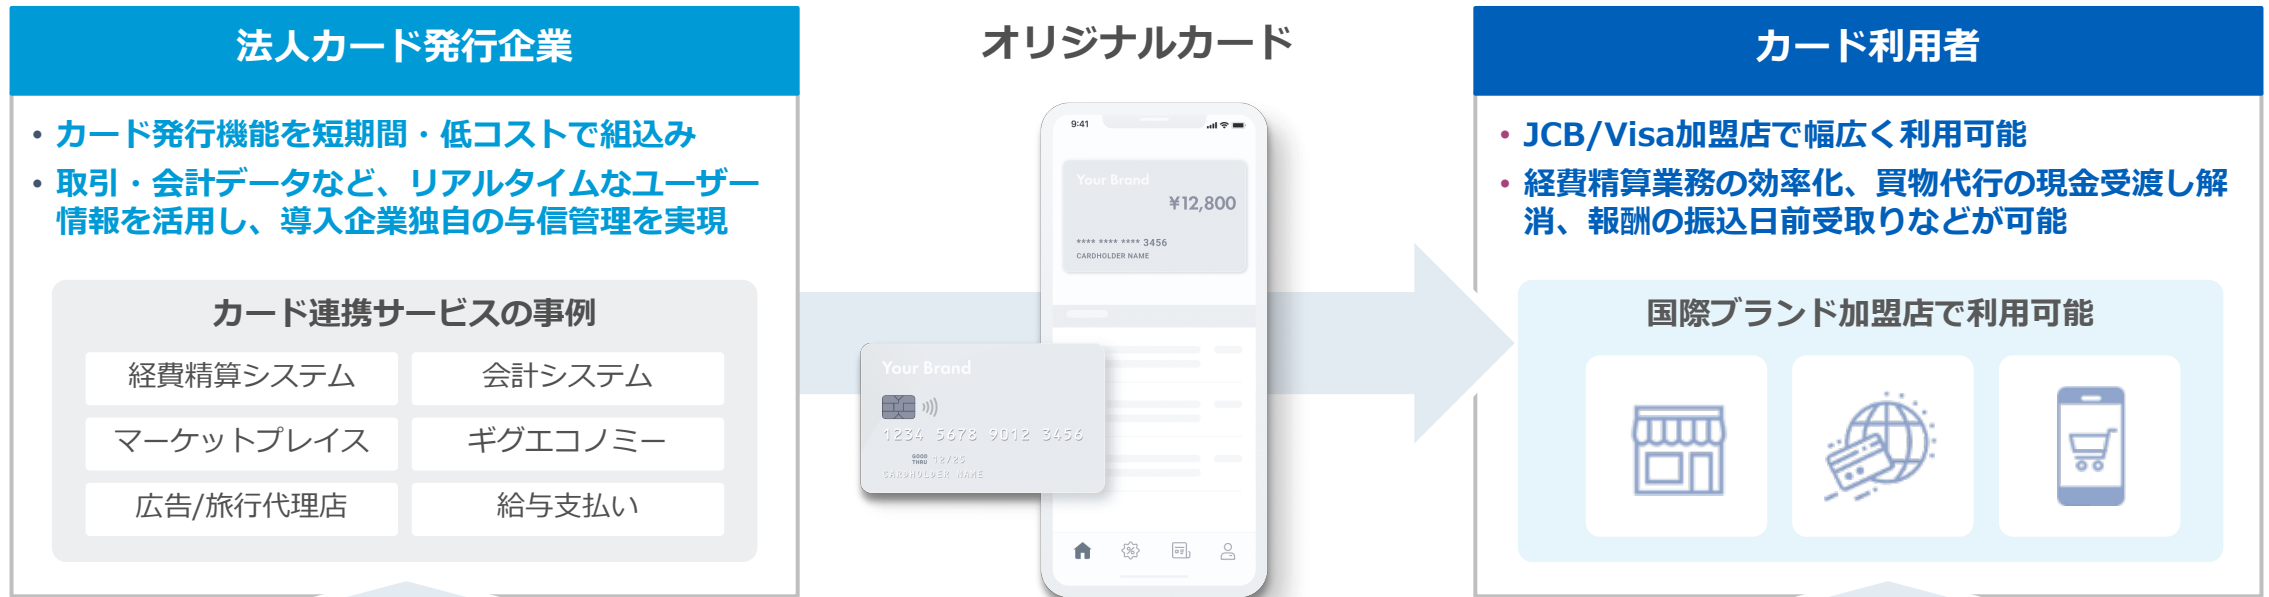 法人カード発行企業
・カード発行機能を短期間・低コストで組込み
・取引・会計データなど、リアルタイムなユーザー
情報を活用し、導入企業独自の与信管理を実現
カード連携サービスの事例
経費精算システム
会計システム
マーケットプレイス
ギグエコノミー
広告/旅行代理店
給与支払い
オリジナルカード
9:41
Your Brand
¥12,800
**** **** **** 3456
CARDHOLDER NAME
Your Brand
1234 5678 9012 3456
GOOD
THRU 12/25
CARDHOLDER NAME
カード利用者
・JCB/Visa加盟店で幅広く利用可能
・経費精算業務の効率化、買物代行の現金受渡し解
消、報酬の振込日前受取りなどが可能
国際ブランド加盟店で利用可能